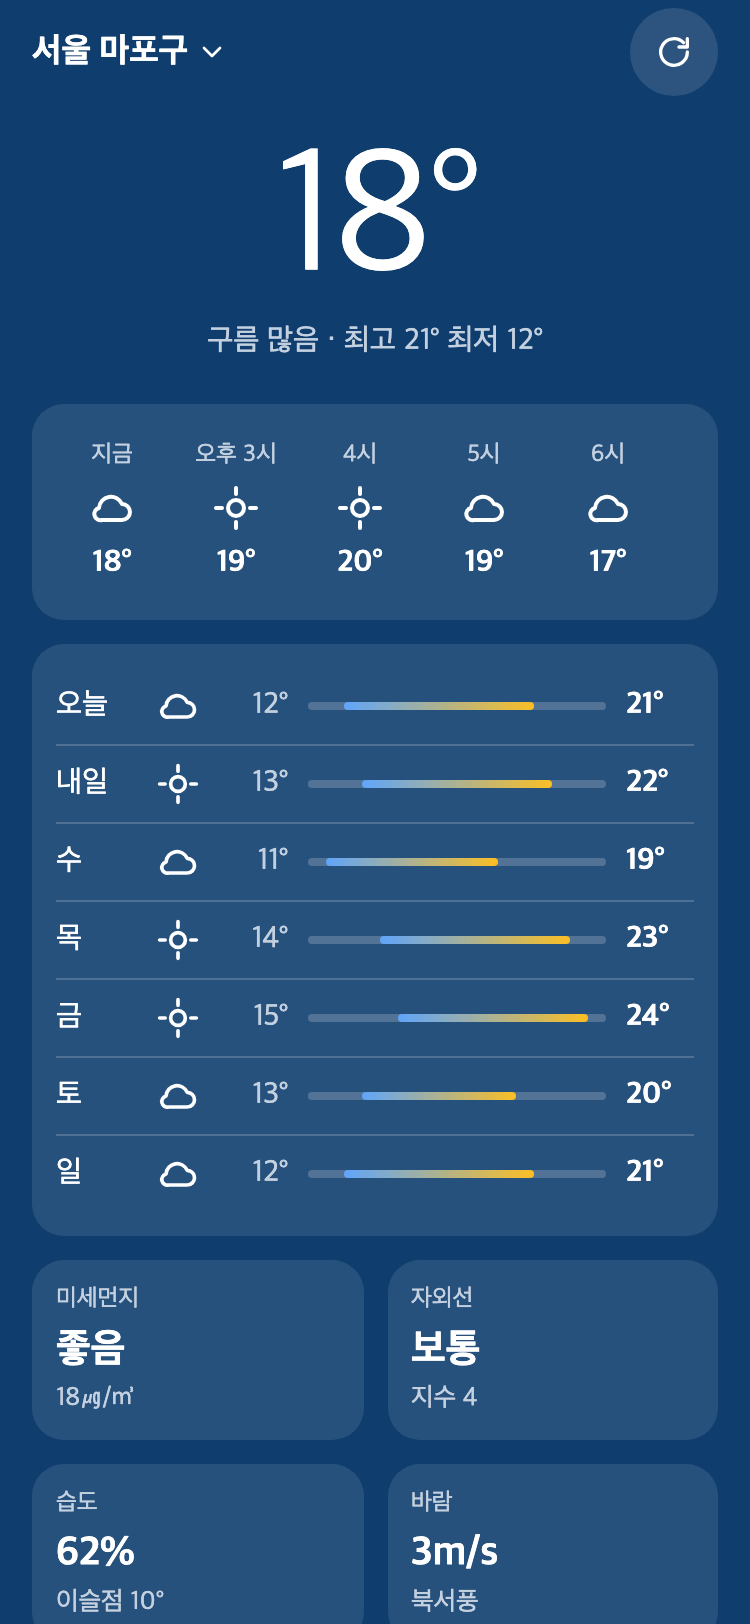 서울 마포구
18°
구름 많음 · 최고 21° 최저 12°
지금 오후 3시 4시 5시 6시
18° 19° 20° 19° 17°
오늘 12° 21°
내일 13° 22°
수 11° 19°
목 14° 23°
금 15° 24°
토 13° 20°
일 12° 21°
미세먼지 자외선
좋음 보통
18㎍/㎥ 지수 4
습도 바람
62% 3m/s
이슬점 10° 북서풍